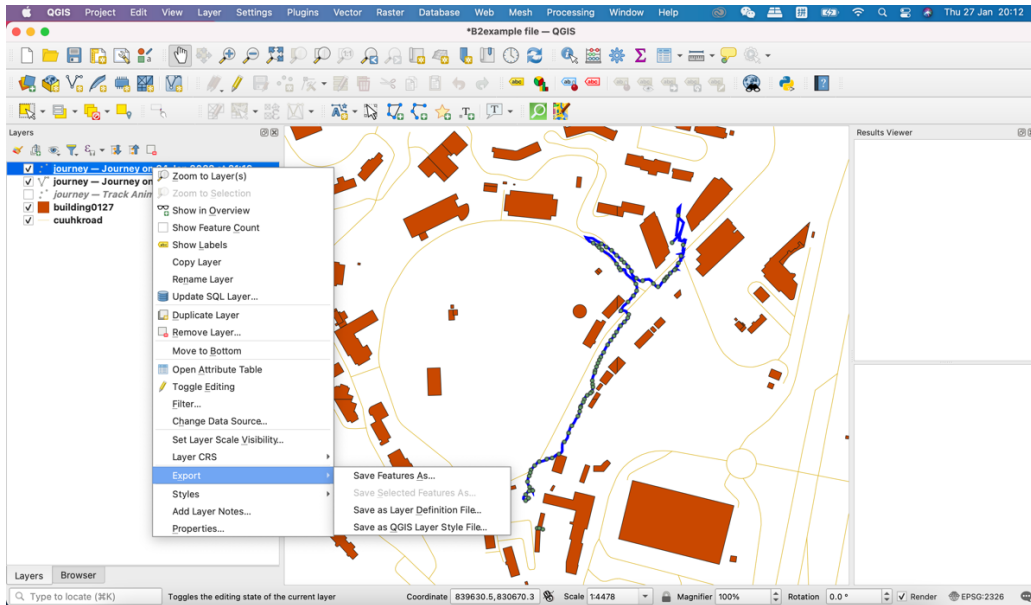 QGIS Project Edit View Layer Settings Plugins Vector Raster Database Web Mesh Processing Window Help Thu 27 Jan 20:12
*B2example file — QGIS
Layers
Results Viewer
journey — Journey on
journey — Journey on
journey — Track Ani
building0127
cuuhkroad
Zoom to Layer(s)
Zoom to Selection
Show in Overview
Show Feature Count
Show Labels
Copy Layer
Rename Layer
Update SQL Layer...
Duplicate Layer
Remove Layer...
Move to Bottom
Open Attribute Table
Toggle Editing
Filter...
Change Data Source...
Set Layer Scale Visibility...
Layer CRS
Export
Styles
Add Layer Notes...
Properties...
Save Features As...
Save Selected Features As...
Save as Layer Definition File...
Save as QGIS Layer Style File...
Layers Browser
Type to locate (⌘K) Toggles the editing state of the current layer Coordinate 839630.5,830670.3 Scale 1:4478 Magnifier 100% Rotation 0.0 ° Render EPSG:2326